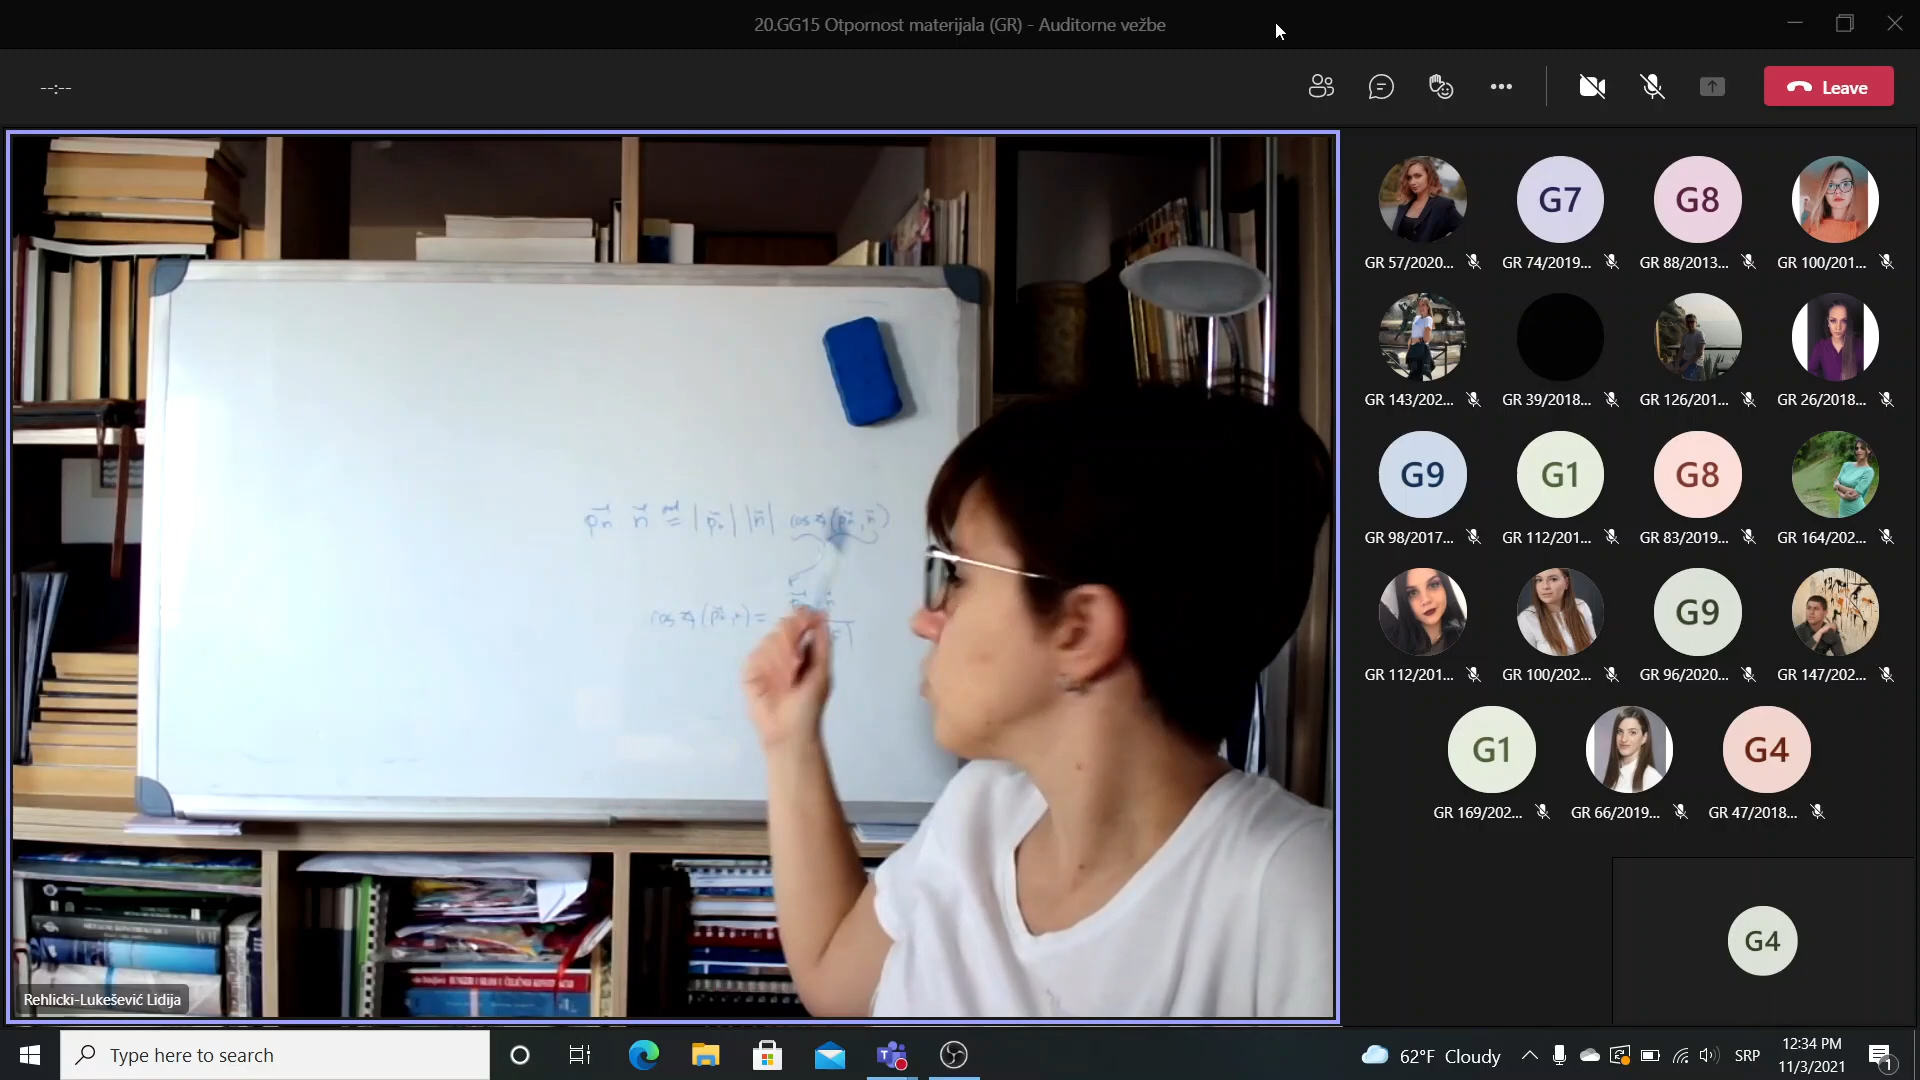 20.GG15 Otpornost materijala (GR) - Auditorne vežbe
--:--
Leave
G7
G8
GR 57/2020...
GR 74/2019...
GR 88/2013...
GR 100/201...
GR 143/202...
GR 39/2018...
GR 126/201...
GR 26/2018...
G9
G1
G8
GR 98/2017...
GR 112/201...
GR 83/2019...
GR 164/202...
G9
GR 112/201...
GR 100/202...
GR 96/2020...
GR 147/202...
G1
G4
GR 169/202...
GR 66/2019...
GR 47/2018...
G4
Rehlicki-Lukešević Lidija
Type here to search
62°F Cloudy
SRP
12:34 PM
11/3/2021
1